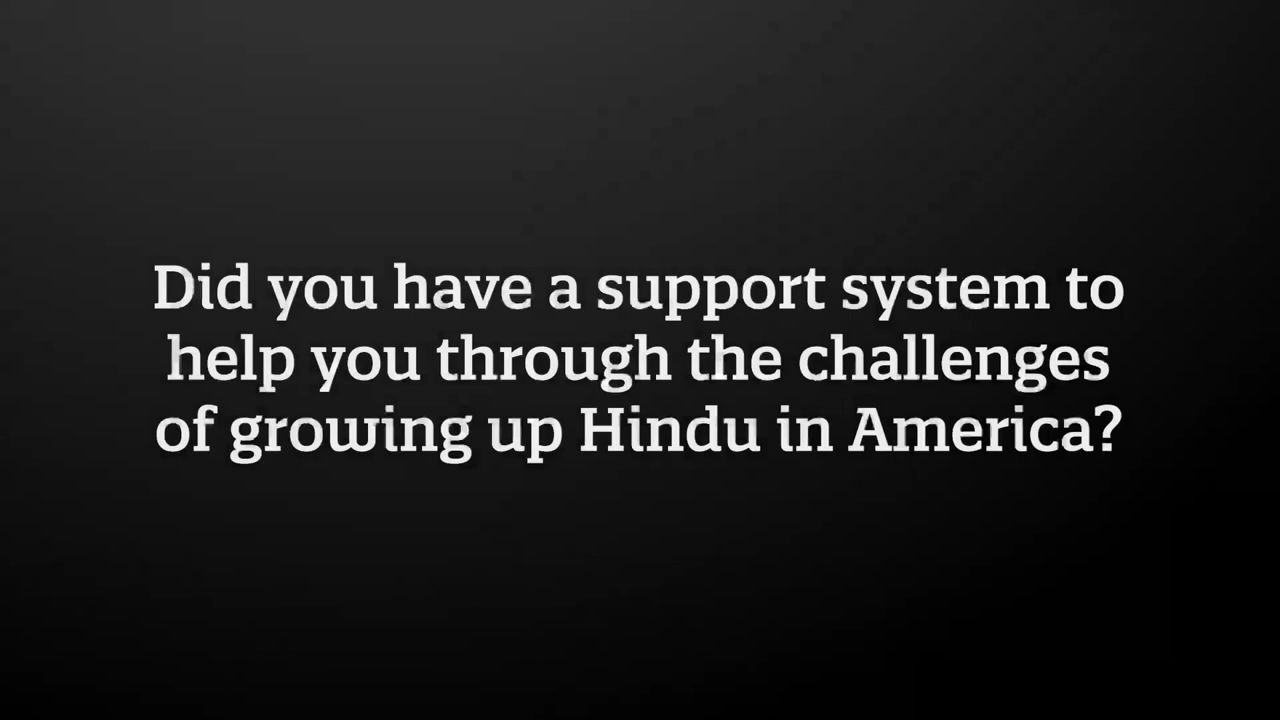 Did you have a support system to
help you through the challenges
of growing up Hindu in America?